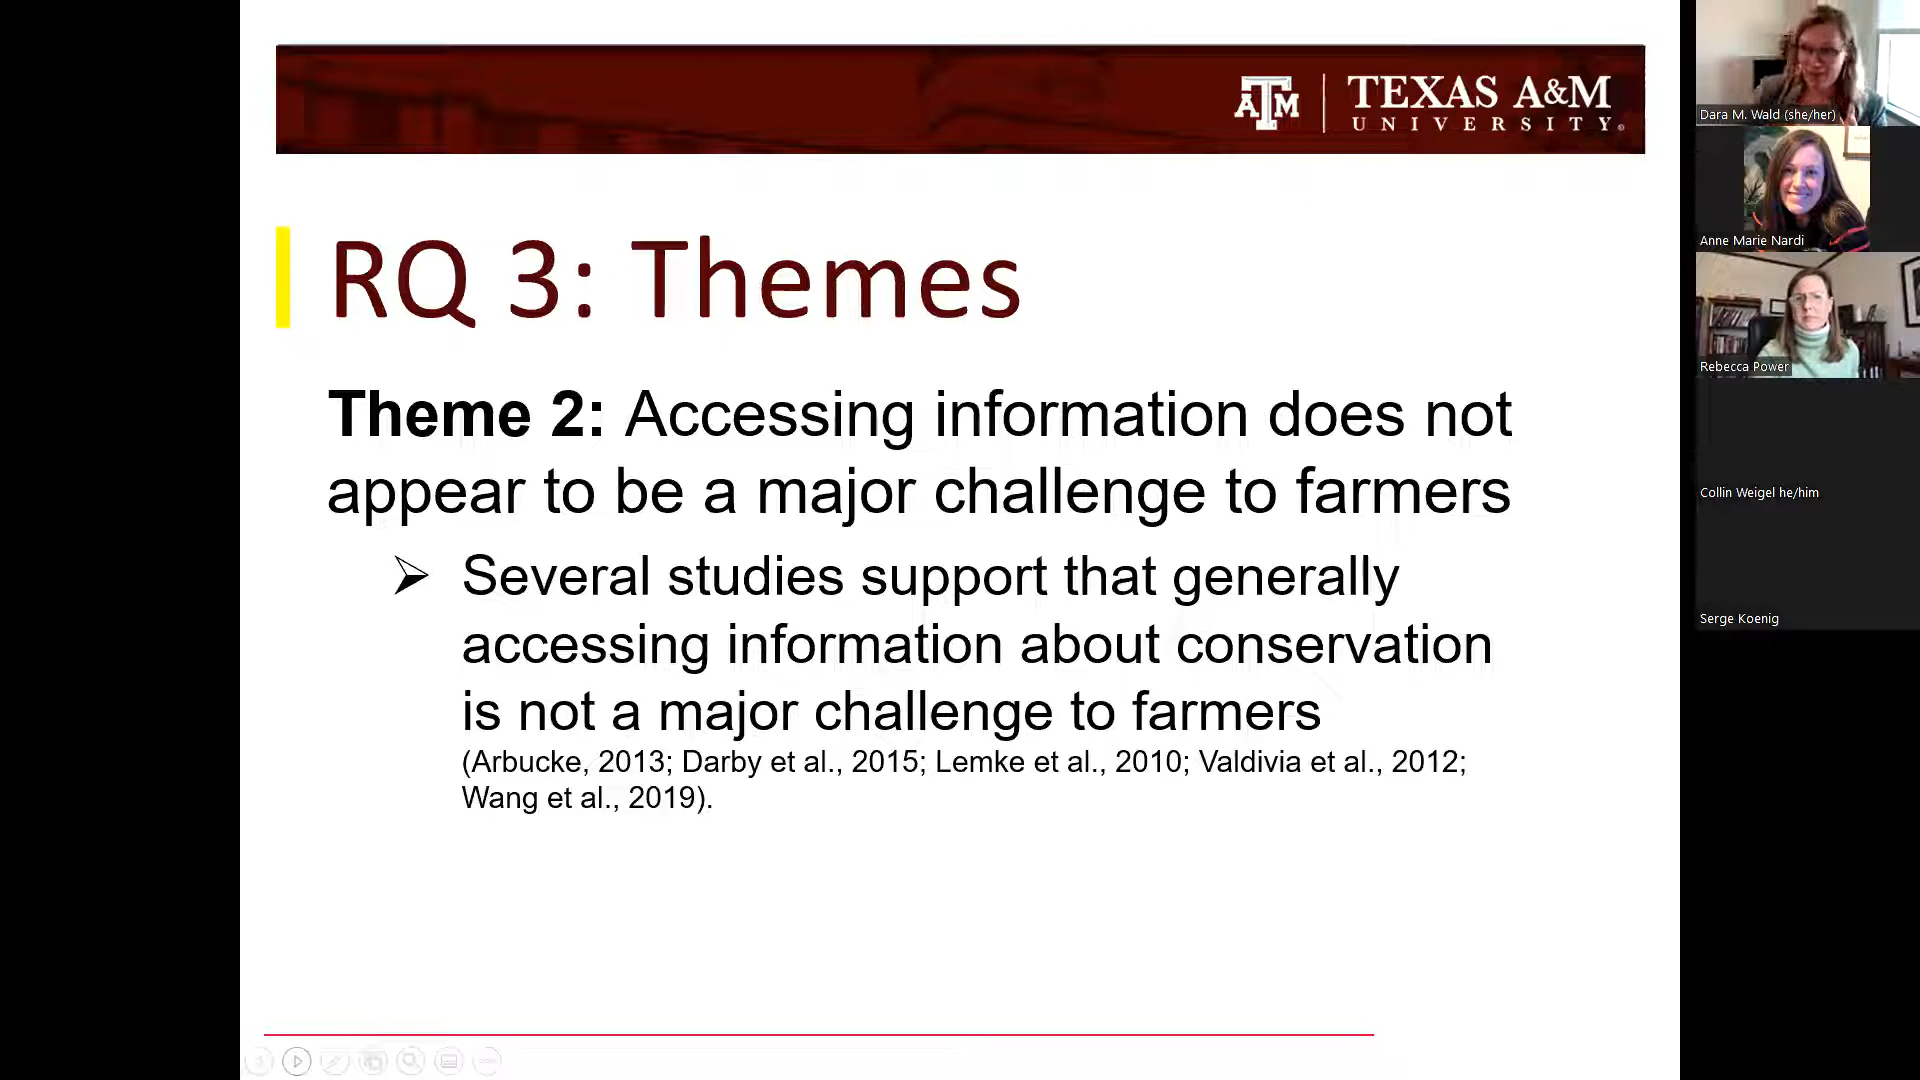 TEXAS A&M
UNIVERSITY
RQ 3: Themes
Theme 2: Accessing information does not
appear to be a major challenge to farmers
➢ Several studies support that generally
accessing information about conservation
is not a major challenge to farmers
(Arbucke, 2013; Darby et al., 2015; Lemke et al., 2010; Valdivia et al., 2012;
Wang et al., 2019).
Dara M. Wald (she/her)
Anne Marie Nardi
Rebecca Power
Collin Weigel he/him
Serge Koenig